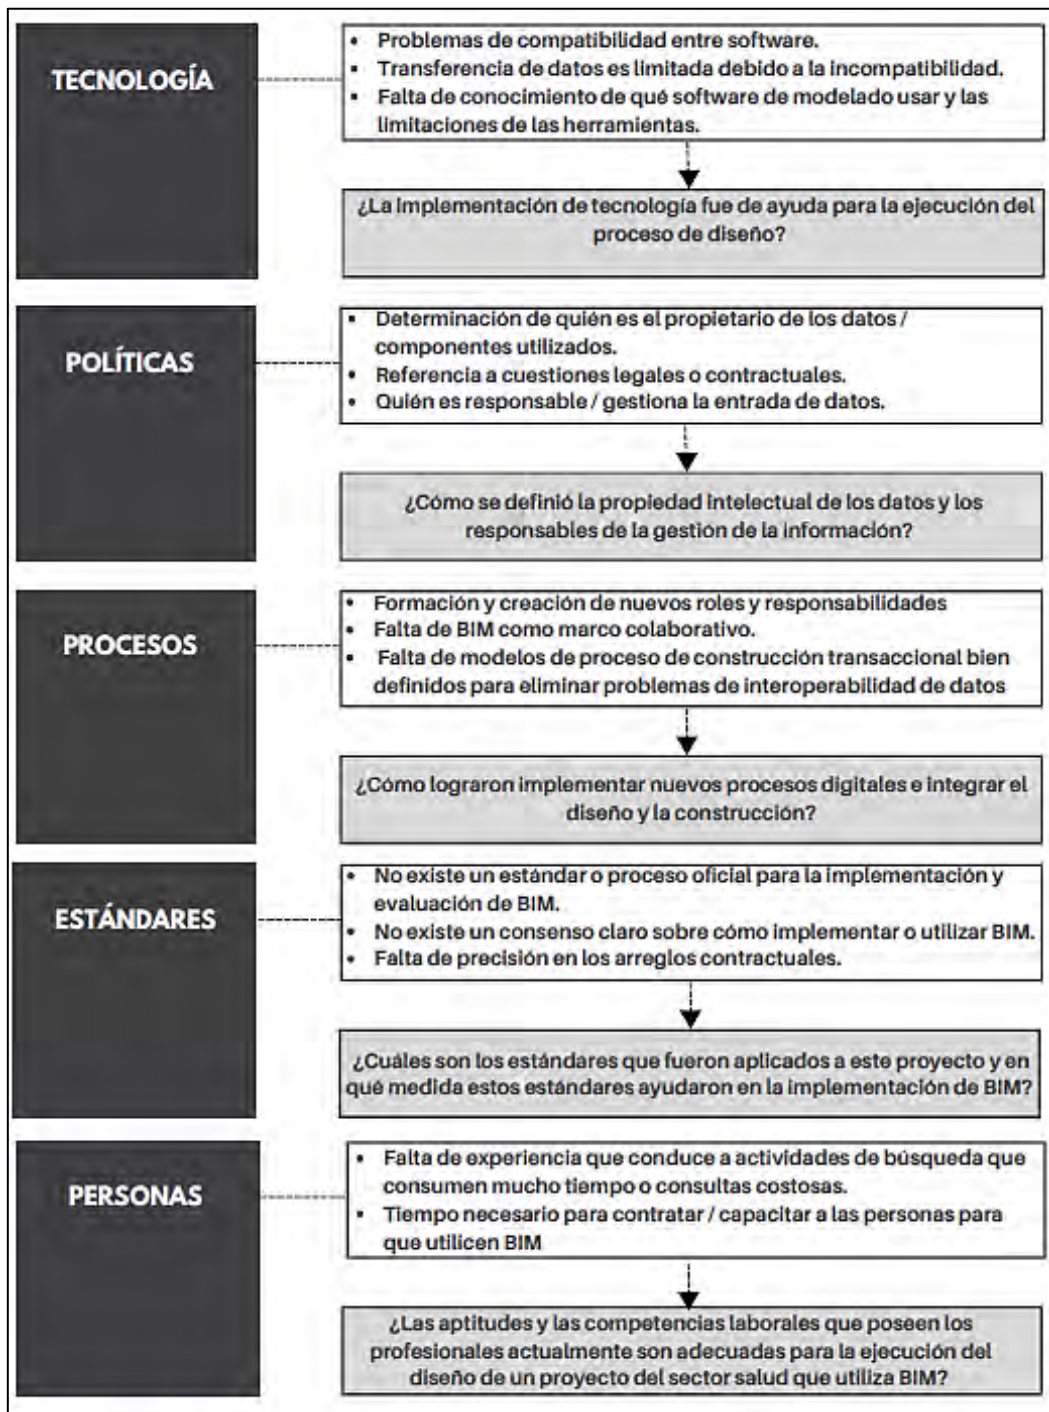 TECNOLOGÍA
▪ Problemas de compatibilidad entre software.
▪ Transferencia de datos es limitada debido a la incompatibilidad.
▪ Falta de conocimiento de qué software de modelado usar y las
limitaciones de las herramientas.
¿La implementación de tecnología fue de ayuda para la ejecución del
proceso de diseño?
POLÍTICAS
▪ Determinación de quién es el propietario de los datos /
componentes utilizados.
▪ Referencia a cuestiones legales o contractuales.
▪ Quién es responsable / gestiona la entrada de datos.
¿Cómo se definió la propiedad intelectual de los datos y los
responsables de la gestión de la información?
PROCESOS
▪ Formación y creación de nuevos roles y responsabilidades
▪ Falta de BIM como marco colaborativo.
▪ Falta de modelos de proceso de construcción transaccional bien
definidos para eliminar problemas de interoperabilidad de datos
¿Cómo lograron implementar nuevos procesos digitales e integrar el
diseño y la construcción?
ESTÁNDARES
▪ No existe un estándar o proceso oficial para la implementación y
evaluación de BIM.
▪ No existe un consenso claro sobre cómo implementar o utilizar BIM.
▪ Falta de precisión en los arreglos contractuales.
¿Cuáles son los estándares que fueron aplicados a este proyecto y en
qué medida estos estándares ayudaron en la implementación de BIM?
PERSONAS
▪ Falta de experiencia que conduce a actividades de búsqueda que
consumen mucho tiempo o consultas costosas.
▪ Tiempo necesario para contratar / capacitar a las personas para
que utilicen BIM
¿Las aptitudes y las competencias laborales que poseen los
profesionales actualmente son adecuadas para la ejecución del
diseño de un proyecto del sector salud que utiliza BIM?